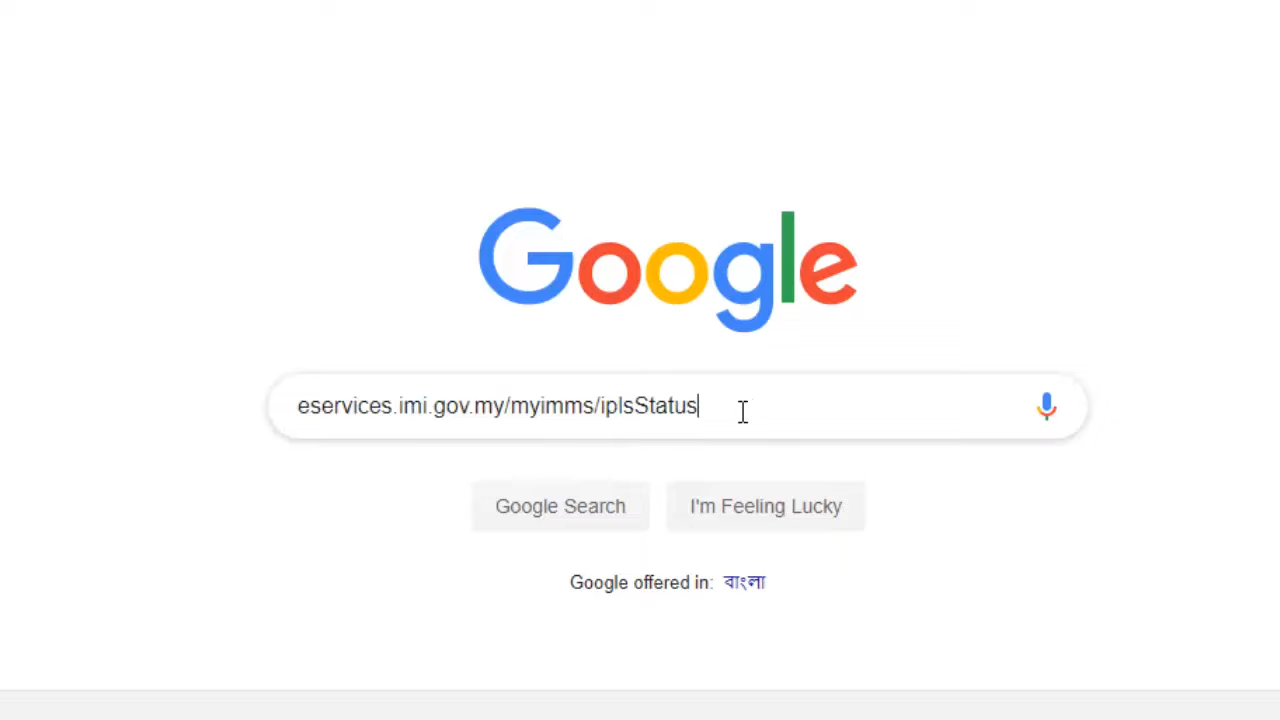 Google
eservices.imi.gov.my/myimms/iplsStatus
Google Search
I'm Feeling Lucky
Google offered in: বাংলা